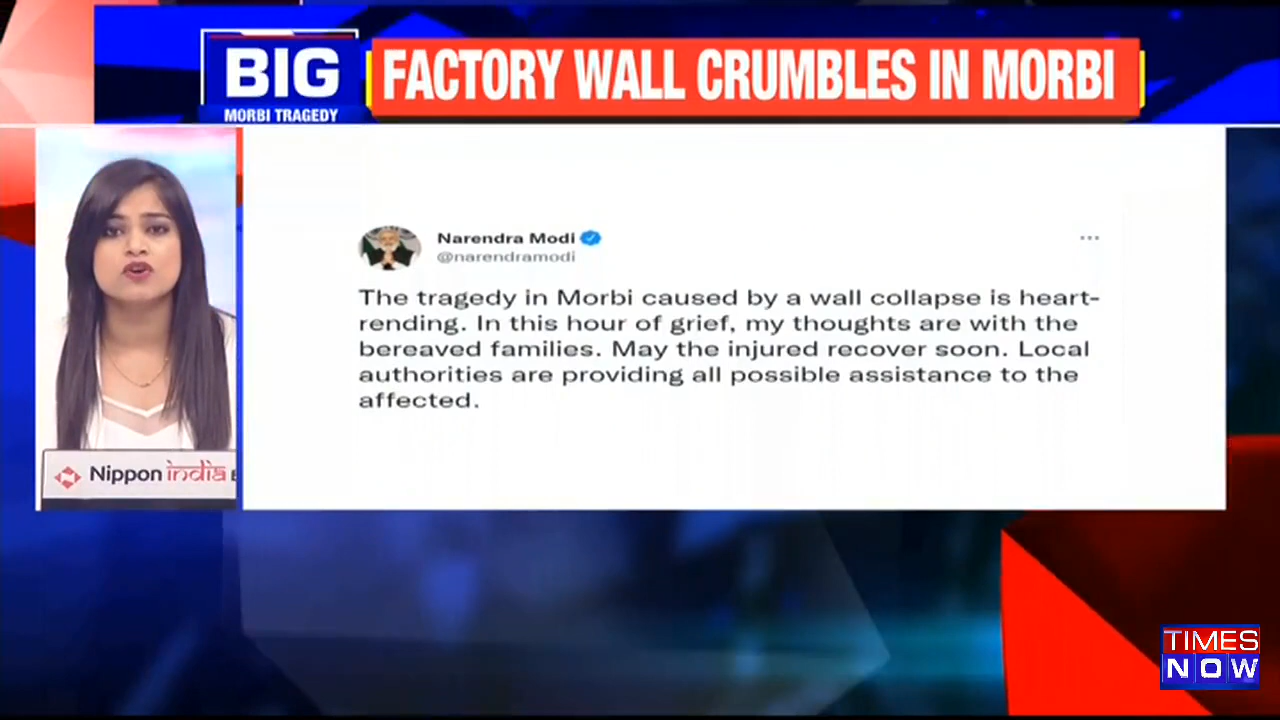 BIG
MORBI TRAGEDY
FACTORY WALL CRUMBLES IN MORBI
Narendra Modi
@narendramodi
The tragedy in Morbi caused by a wall collapse is heart-
rending. In this hour of grief, my thoughts are with the
bereaved families. May the injured recover soon. Local
authorities are providing all possible assistance to the
affected.
Nippon india
TIMES
NOW